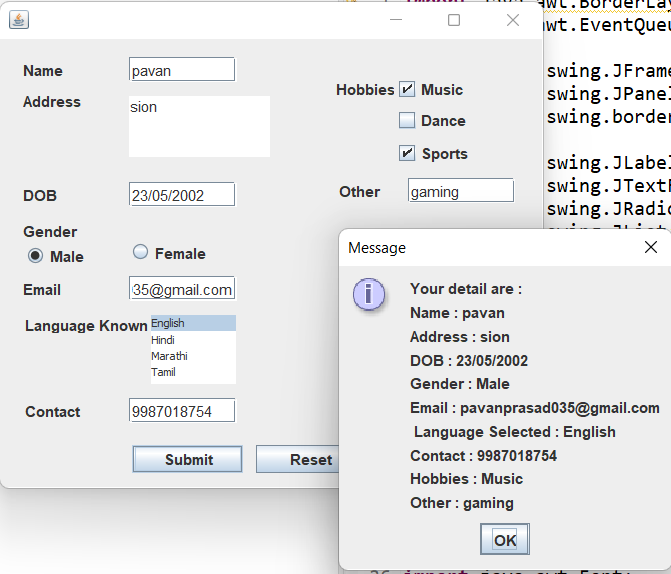 Name pavan
Address sion
Hobbies Music
Dance
Sports
DOB 23/05/2002
Other gaming
Gender
Male Female
Email 035@gmail.com
Language Known English
Hindi
Marathi
Tamil
Contact 9987018754
Submit Reset
awt.BorderLay
awt.EventQueu
swing.JFrame
swing.JPanel
swing.border
swing.JLabel
swing.JTextF
swing.JRadio
Message
Your detail are :
Name : pavan
Address : sion
DOB : 23/05/2002
Gender : Male
Email : pavanprasad035@gmail.com
Language Selected : English
Contact : 9987018754
Hobbies : Music
Other : gaming
OK